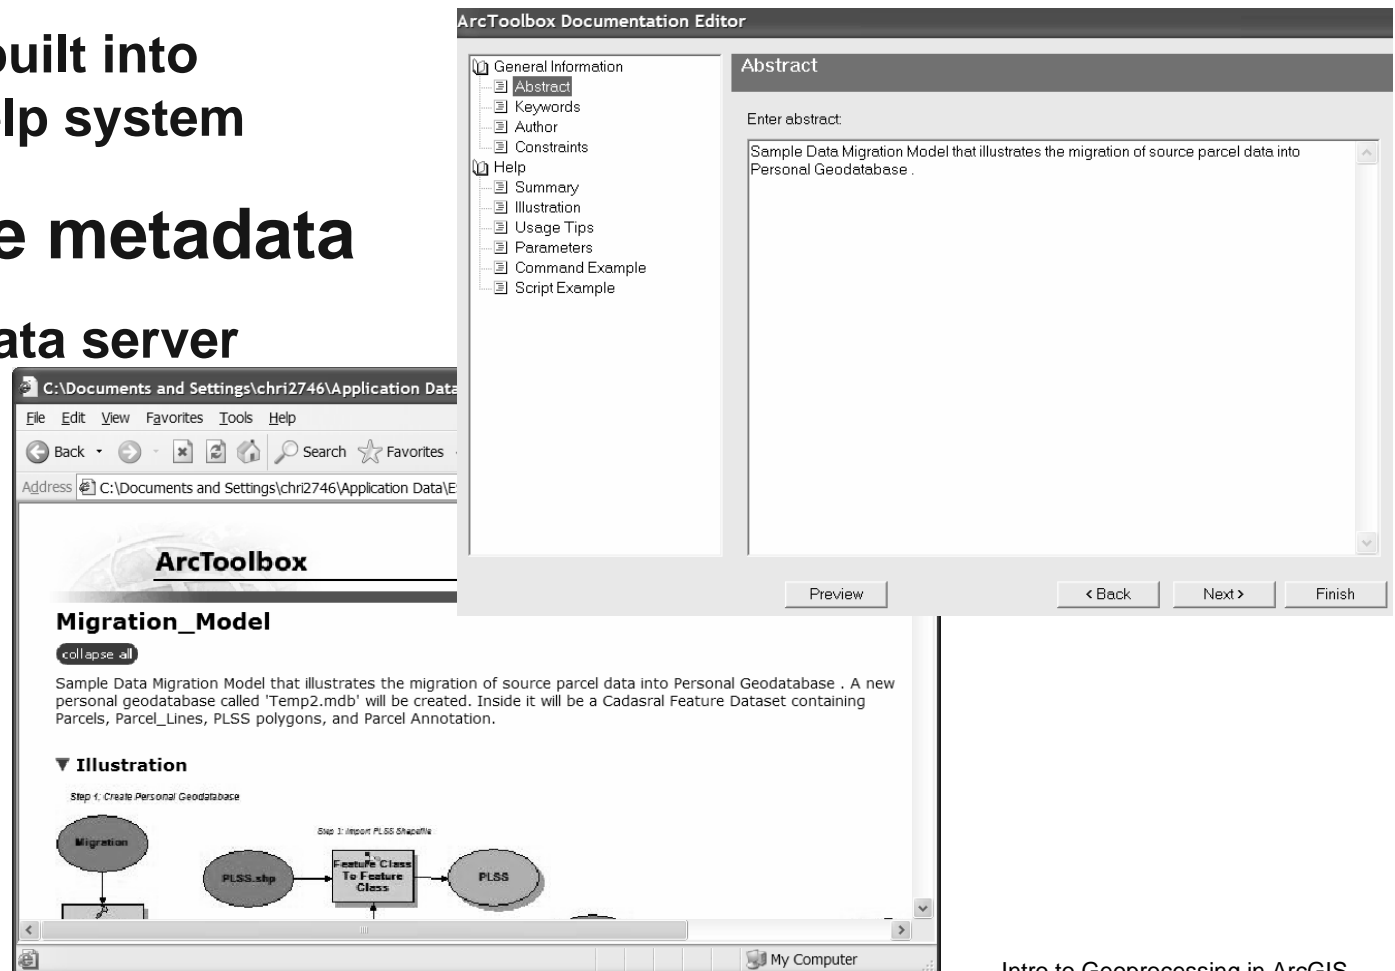 built into
elp system
e metadata
ata server
ArcToolbox Documentation Editor
General Information
Abstract
Keywords
Author
Constraints
Help
Summary
Illustration
Usage Tips
Parameters
Command Example
Script Example
Abstract
Enter abstract:
Sample Data Migration Model that illustrates the migration of source parcel data into
Personal Geodatabase .
Preview
< Back
Next >
Finish
C:\Documents and Settings\chri2746\Application Data
File Edit View Favorites Tools Help
Back Search Favorites
Address C:\Documents and Settings\chri2746\Application Data\E
ArcToolbox
Migration_Model
collapse all
Sample Data Migration Model that illustrates the migration of source parcel data into Personal Geodatabase . A new
personal geodatabase called 'Temp2.mdb' will be created. Inside it will be a Cadasral Feature Dataset containing
Parcels, Parcel_Lines, PLSS polygons, and Parcel Annotation.
Illustration
Step 1: Create Personal Geodatabase
Migration
Step 3: Import PLSS Shapefile
PLSS.shp
Feature Class
To Feature
Class
PLSS
My Computer
Intro to Geoprocessing in ArcGIS